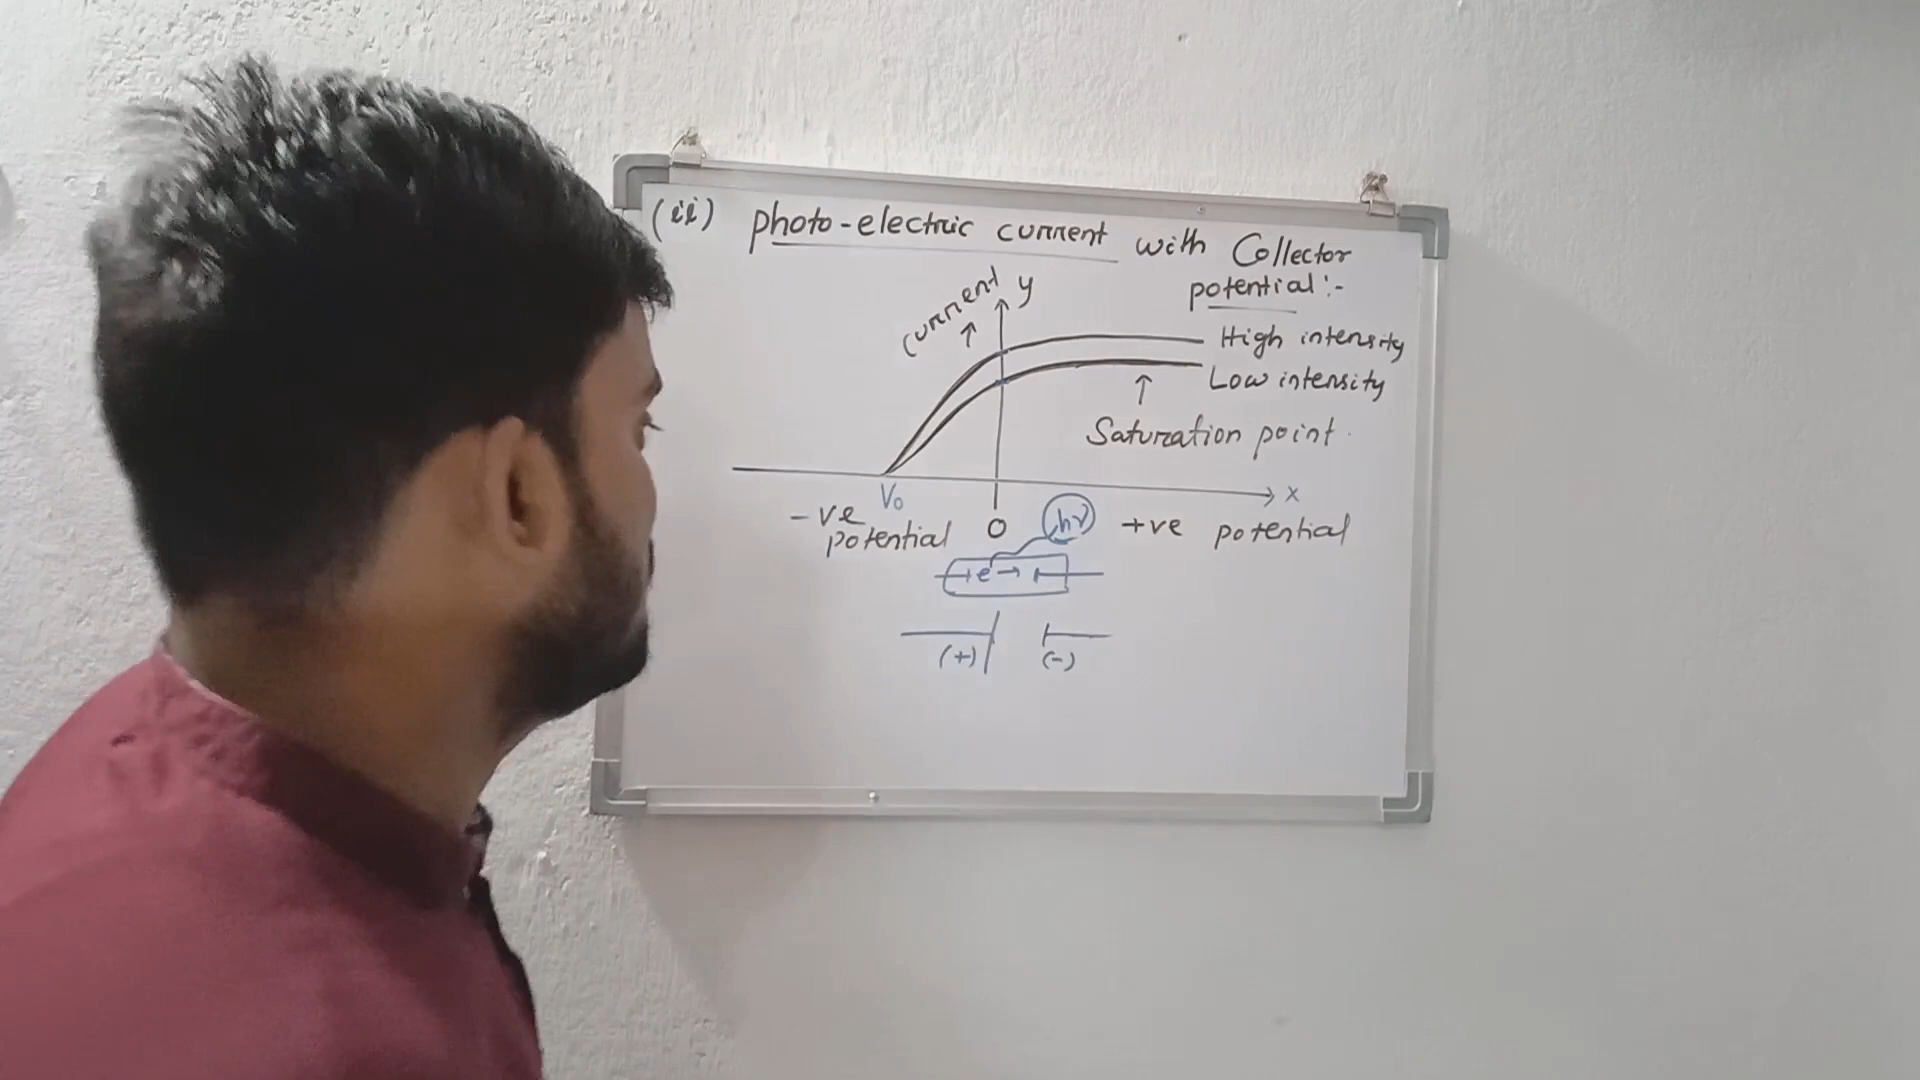 (ii) photo-electric current with Collector
potential:-
current y
High intensity
Low intensity
Saturation point.
x
V₀
-ve
potential
O
hν
+ve potential
e →
(+) (-)